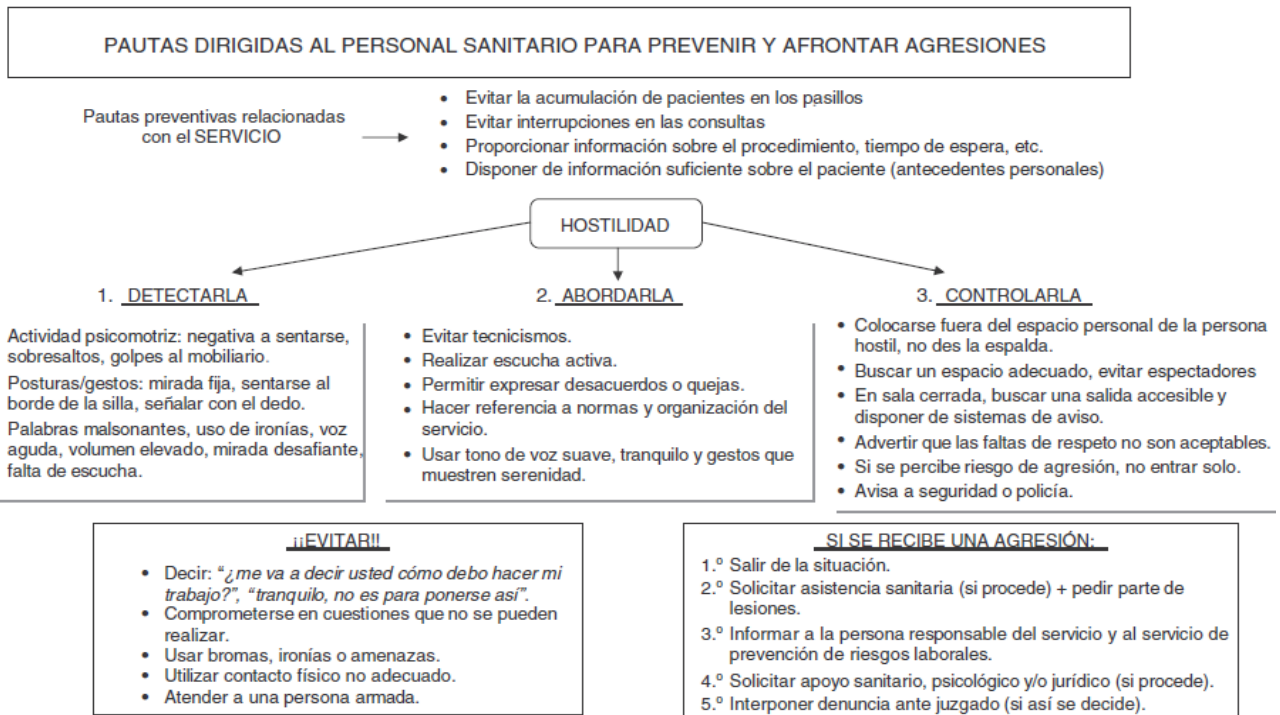 PAUTAS DIRIGIDAS AL PERSONAL SANITARIO PARA PREVENIR Y AFRONTAR AGRESIONES
Pautas preventivas relacionadas
con el SERVICIO
• Evitar la acumulación de pacientes en los pasillos
• Evitar interrupciones en las consultas
• Proporcionar información sobre el procedimiento, tiempo de espera, etc.
• Disponer de información suficiente sobre el paciente (antecedentes personales)
HOSTILIDAD
1. DETECTARLA
Actividad psicomotriz: negativa a sentarse,
sobresaltos, golpes al mobiliario.
Posturas/gestos: mirada fija, sentarse al
borde de la silla, señalar con el dedo.
Palabras malsonantes, uso de ironías, voz
aguda, volumen elevado, mirada desafiante,
falta de escucha.
2. ABORDARLA
• Evitar tecnicismos.
• Realizar escucha activa.
• Permitir expresar desacuerdos o quejas.
• Hacer referencia a normas y organización del
servicio.
• Usar tono de voz suave, tranquilo y gestos que
muestren serenidad.
3. CONTROLARLA
• Colocarse fuera del espacio personal de la persona
hostil, no des la espalda.
• Buscar un espacio adecuado, evitar espectadores
• En sala cerrada, buscar una salida accesible y
disponer de sistemas de aviso.
• Advertir que las faltas de respeto no son aceptables.
• Si se percibe riesgo de agresión, no entrar solo.
• Avisa a seguridad o policía.
¡¡EVITAR!!
• Decir: "¿me va a decir usted cómo debo hacer mi
trabajo?", "tranquilo, no es para ponerse así".
• Comprometerse en cuestiones que no se pueden
realizar.
• Usar bromas, ironías o amenazas.
• Utilizar contacto físico no adecuado.
• Atender a una persona armada.
SI SE RECIBE UNA AGRESIÓN:
1.º Salir de la situación.
2.º Solicitar asistencia sanitaria (si procede) + pedir parte de
lesiones.
3.º Informar a la persona responsable del servicio y al servicio de
prevención de riesgos laborales.
4.º Solicitar apoyo sanitario, psicológico y/o jurídico (si procede).
5.º Interponer denuncia ante juzgado (si así se decide).